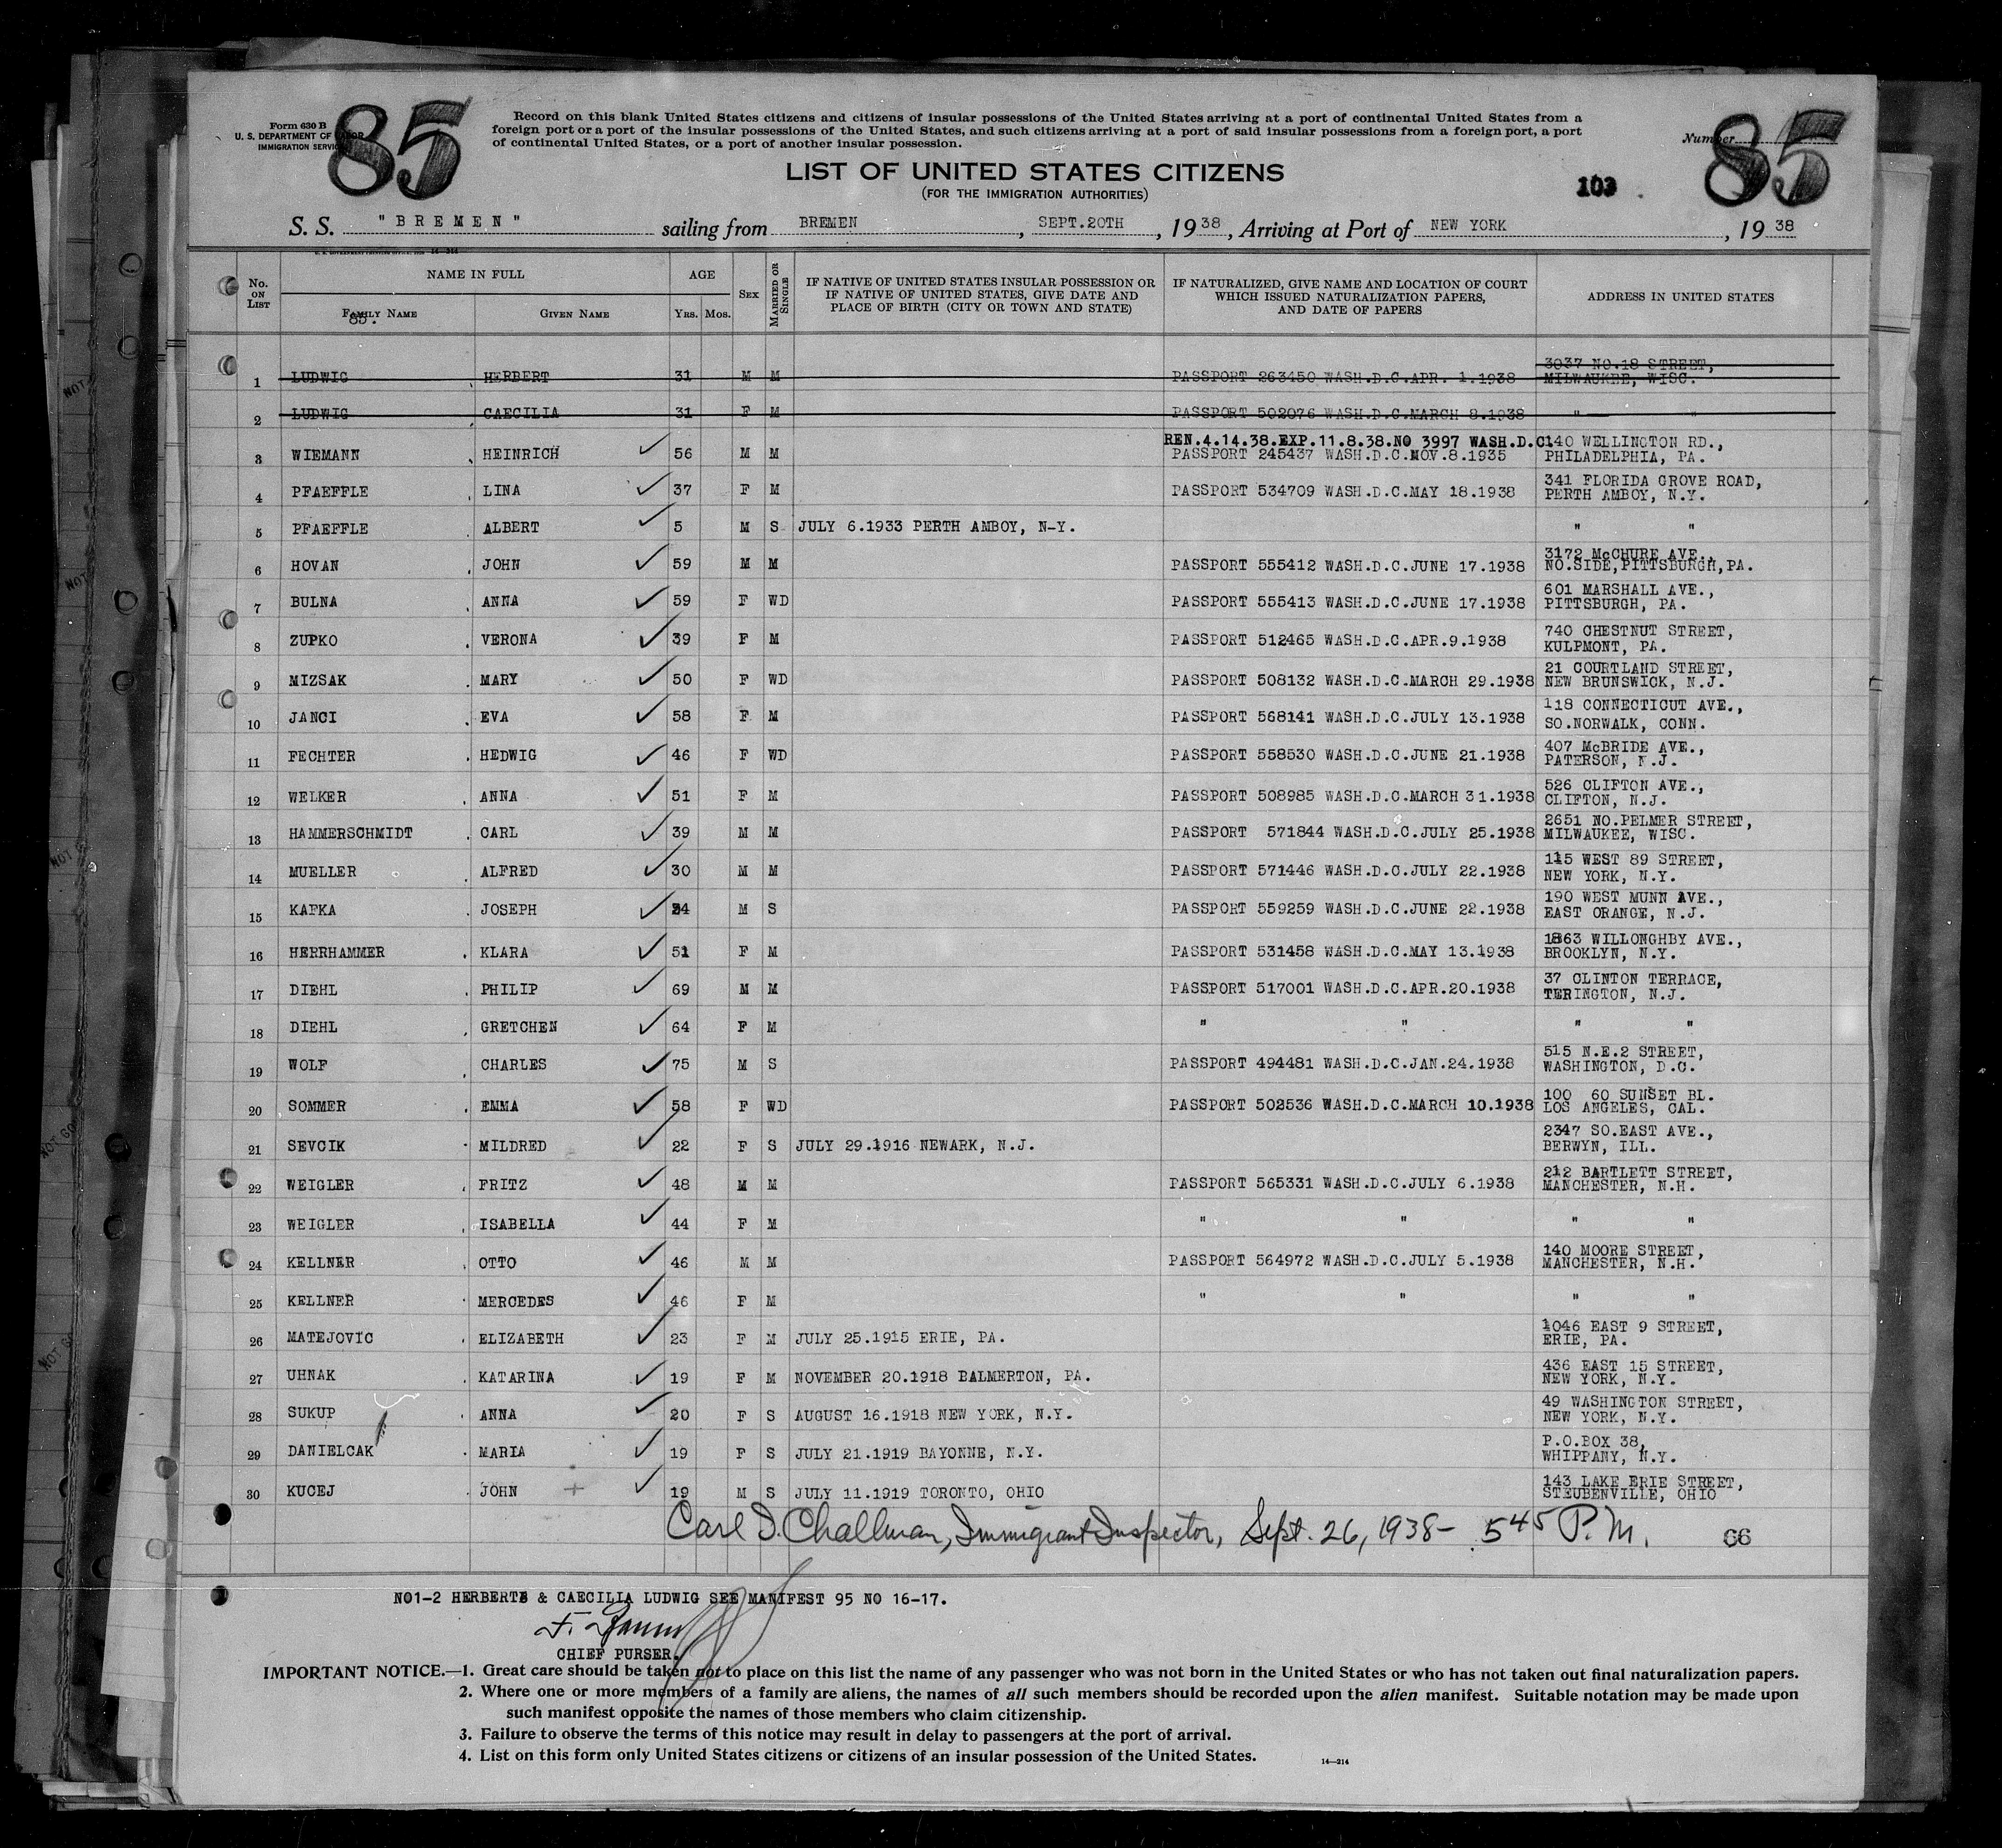 85
85
Form 630 B
U. S. DEPARTMENT OF LABOR
IMMIGRATION SERVICE
Record on this blank United States citizens and citizens of insular possessions of the United States arriving at a port of continental United States from a
foreign port or a port of the insular possessions of the United States, and such citizens arriving at a port of said insular possessions from a foreign port, a port
of continental United States, or a port of another insular possession.
Number
LIST OF UNITED STATES CITIZENS
(FOR THE IMMIGRATION AUTHORITIES)
103
S. S. "BREMEN" sailing from BREMEN, SEPT.20TH, 1938, Arriving at Port of NEW YORK, 1938
No. ON LIST NAME IN FULL AGE SEX MARRIED OR SINGLE IF NATIVE OF UNITED STATES INSULAR POSSESSION OR IF NATIVE OF UNITED STATES, GIVE DATE AND PLACE OF BIRTH (CITY OR TOWN AND STATE) IF NATURALIZED, GIVE NAME AND LOCATION OF COURT WHICH ISSUED NATURALIZATION PAPERS, AND DATE OF PAPERS ADDRESS IN UNITED STATES
FAMILY NAME GIVEN NAME YRS. MOS.
85.
1 LUDWIG HERBERT 31 M M PASSPORT 263450 WASH.D.C.APR. 1.1938 3037 NO.18 STREET, MILWAUKEE, WISC.
2 LUDWIG CAECILIA 31 F M PASSPORT 502076 WASH.D.C.MARCH 8.1938 " "
REN.4.14.38.EXP.11.8.38.NO 3997 WASH.D.C.
3 WIEMANN HEINRICH 56 M M PASSPORT 245437 WASH.D.C.NOV.8.1935 140 WELLINGTON RD., PHILADELPHIA, PA.
4 PFAEFFLE LINA 37 F M PASSPORT 534709 WASH.D.C.MAY 18.1938 341 FLORIDA GROVE ROAD, PERTH AMBOY, N.Y.
5 PFAEFFLE ALBERT 5 M S JULY 6.1933 PERTH AMBOY, N-Y. " "
6 HOVAN JOHN 59 M M PASSPORT 555412 WASH.D.C.JUNE 17.1938 3172 McCHURE AVE., NO.SIDE,PITTSBURGH,PA.
7 BULNA ANNA 59 F WD PASSPORT 555413 WASH.D.C.JUNE 17.1938 601 MARSHALL AVE., PITTSBURGH, PA.
8 ZUPKO VERONA 39 F M PASSPORT 512465 WASH.D.C.APR.9.1938 740 CHESTNUT STREET, KULPMONT, PA.
9 MIZSAK MARY 50 F WD PASSPORT 508132 WASH.D.C.MARCH 29.1938 21 COURTLAND STREET, NEW BRUNSWICK, N.J.
10 JANCI EVA 58 F M PASSPORT 568141 WASH.D.C.JULY 13.1938 118 CONNECTICUT AVE., SO.NORWALK, CONN.
11 FECHTER HEDWIG 46 F WD PASSPORT 558530 WASH.D.C.JUNE 21.1938 407 McBRIDE AVE., PATERSON, N.J.
12 WELKER ANNA 51 F M PASSPORT 508985 WASH.D.C.MARCH 31.1938 526 CLIFTON AVE., CLIFTON, N.J.
13 HAMMERSCHMIDT CARL 39 M M PASSPORT 571844 WASH.D.C.JULY 25.1938 2651 NO.PELMER STREET, MILWAUKEE, WISC.
14 MUELLER ALFRED 30 M M PASSPORT 571446 WASH.D.C.JULY 22.1938 115 WEST 89 STREET, NEW YORK, N.Y.
15 KAFKA JOSEPH M S PASSPORT 559259 WASH.D.C.JUNE 22.1938 190 WEST MUNN AVE., EAST ORANGE, N.J.
16 HERRHAMMER KLARA 51 F M PASSPORT 531458 WASH.D.C.MAY 13.1938 1863 WILLONGHBY AVE., BROOKLYN, N.Y.
17 DIEHL PHILIP 69 M M PASSPORT 517001 WASH.D.C.APR.20.1938 37 CLINTON TERRACE, TERINGTON, N.J.
18 DIEHL GRETCHEN 64 F M " " " "
19 WOLF CHARLES 75 M S PASSPORT 494481 WASH.D.C.JAN.24.1938 515 N.E.2 STREET, WASHINGTON, D.C.
20 SOMMER EMMA 58 F WD PASSPORT 502536 WASH.D.C.MARCH 10.1938 100 60 SUNSET BL. LOS ANGELES, CAL.
21 SEVCIK MILDRED 22 F S JULY 29.1916 NEWARK, N.J. 2347 SO.EAST AVE., BERWYN, ILL.
22 WEIGLER FRITZ 48 M M PASSPORT 565331 WASH.D.C.JULY 6.1938 212 BARTLETT STREET, MANCHESTER, N.H.
23 WEIGLER ISABELLA 44 F M " " " "
24 KELLNER OTTO 46 M M PASSPORT 564972 WASH.D.C.JULY 5.1938 140 MOORE STREET, MANCHESTER, N.H.
25 KELLNER MERCEDES 46 F M " " " "
26 MATEJOVIC ELIZABETH 23 F M JULY 25.1915 ERIE, PA. 1046 EAST 9 STREET, ERIE, PA.
27 UHNAK KATARINA 19 F M NOVEMBER 20.1918 BALMERTON, PA. 436 EAST 15 STREET, NEW YORK, N.Y.
28 SUKUP ANNA 20 F S AUGUST 16.1918 NEW YORK, N.Y. 49 WASHINGTON STREET, NEW YORK, N.Y.
29 DANIELCAK MARIA 19 F S JULY 21.1919 BAYONNE, N.Y. P.O.BOX 38, WHIPPANY, N.Y.
30 KUCEJ JOHN 19 M S JULY 11.1919 TORONTO, OHIO 143 LAKE ERIE STREET, STEUBENVILLE, OHIO
Carl D. Challman, Immigrant Inspector, Sept. 26, 1938- 5 45 P.M. 66
NO1-2 HERBERT & CAECILIA LUDWIG SEE MANIFEST 95 NO 16-17.
CHIEF PURSER.
IMPORTANT NOTICE.—1. Great care should be taken not to place on this list the name of any passenger who was not born in the United States or who has not taken out final naturalization papers.
2. Where one or more members of a family are aliens, the names of all such members should be recorded upon the alien manifest. Suitable notation may be made upon
such manifest opposite the names of those members who claim citizenship.
3. Failure to observe the terms of this notice may result in delay to passengers at the port of arrival.
4. List on this form only United States citizens or citizens of an insular possession of the United States.
14—214